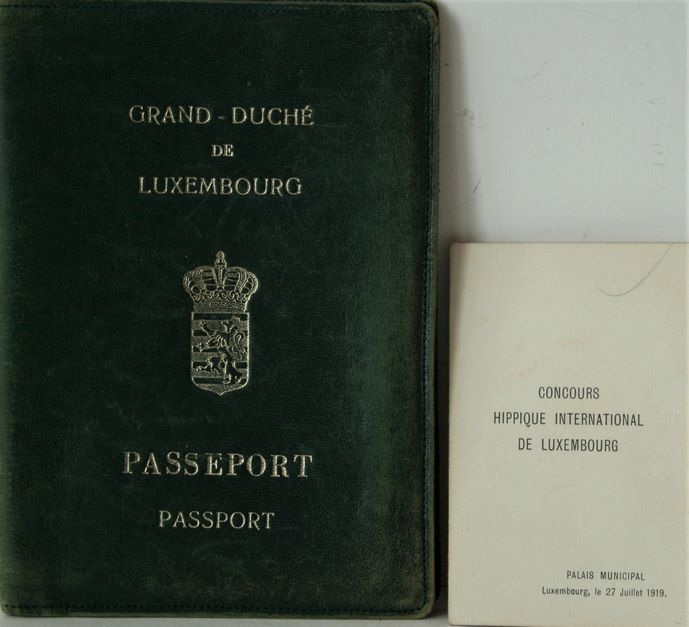 GRAND-DUCHÉ
DE
LUXEMBOURG
PASSEPORT
PASSPORT
CONCOURS
HIPPIQUE INTERNATIONAL
DE LUXEMBOURG
PALAIS MUNICIPAL
Luxembourg, le 27 Juillet 1919.